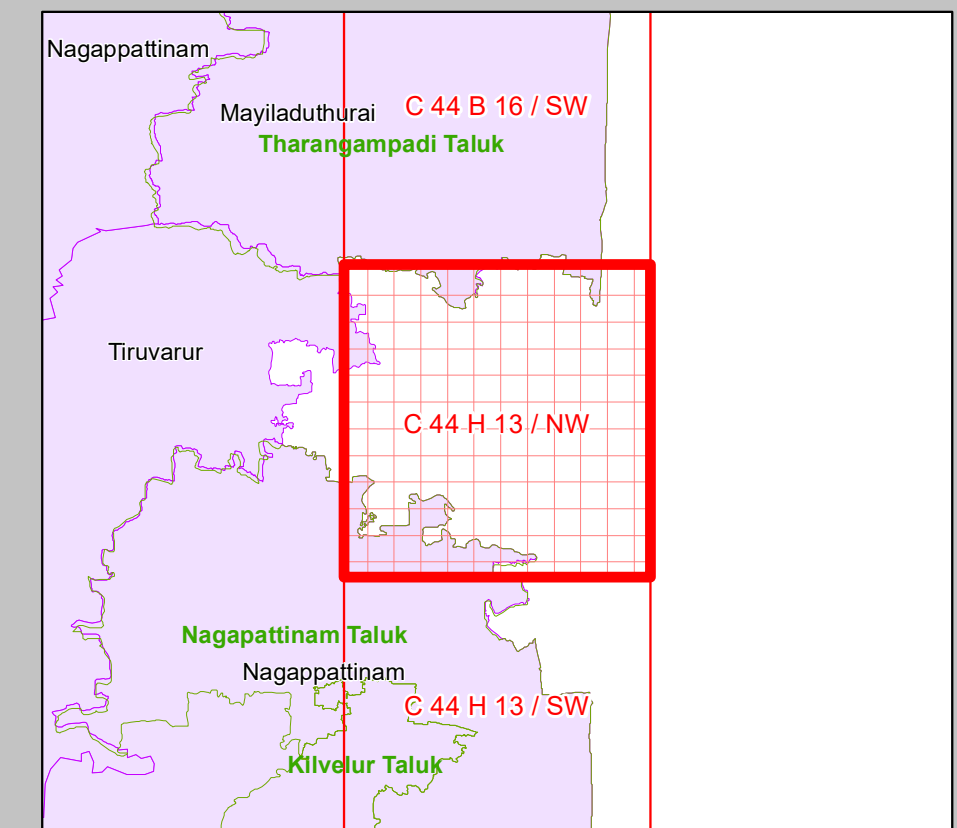 Nagappattinam
Mayiladuthurai
C 44 B 16 / SW
Tharangampadi Taluk
Tiruvarur
C 44 H 13 / NW
Nagapattinam Taluk
Nagappattinam
C 44 H 13 / SW
Kilvelur Taluk